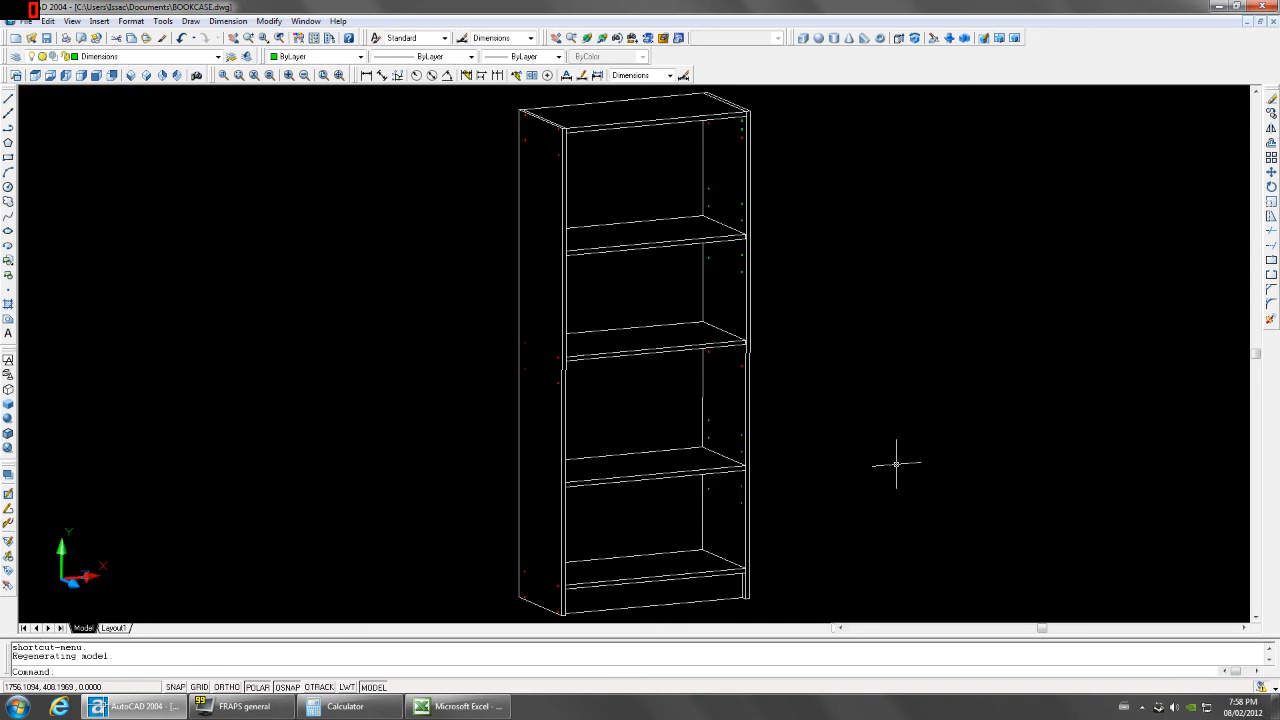 CAD 2004 - [C:\Users\Issac\Documents\BOOKCASE.dwg]
File Edit View Insert Format Tools Draw Dimension Modify Window Help
Standard Dimensions
Dimensions ByLayer ByLayer ByLayer ByColor
Dimensions
A
Y
X
Z
Model Layout1
shortcut-menu.
Regenerating model.
Command:
1756.1094, 408.1969 , 0.0000 SNAP GRID ORTHO POLAR OSNAP OTRACK LWT MODEL
AutoCAD 2004 - [... 99 FRAPS general Calculator Microsoft Excel - ... 7:58 PM
08/02/2012